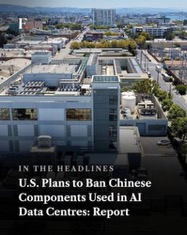 F
IN THE HEADLINES
U.S. Plans to Ban Chinese
Components Used in AI
Data Centres: Report